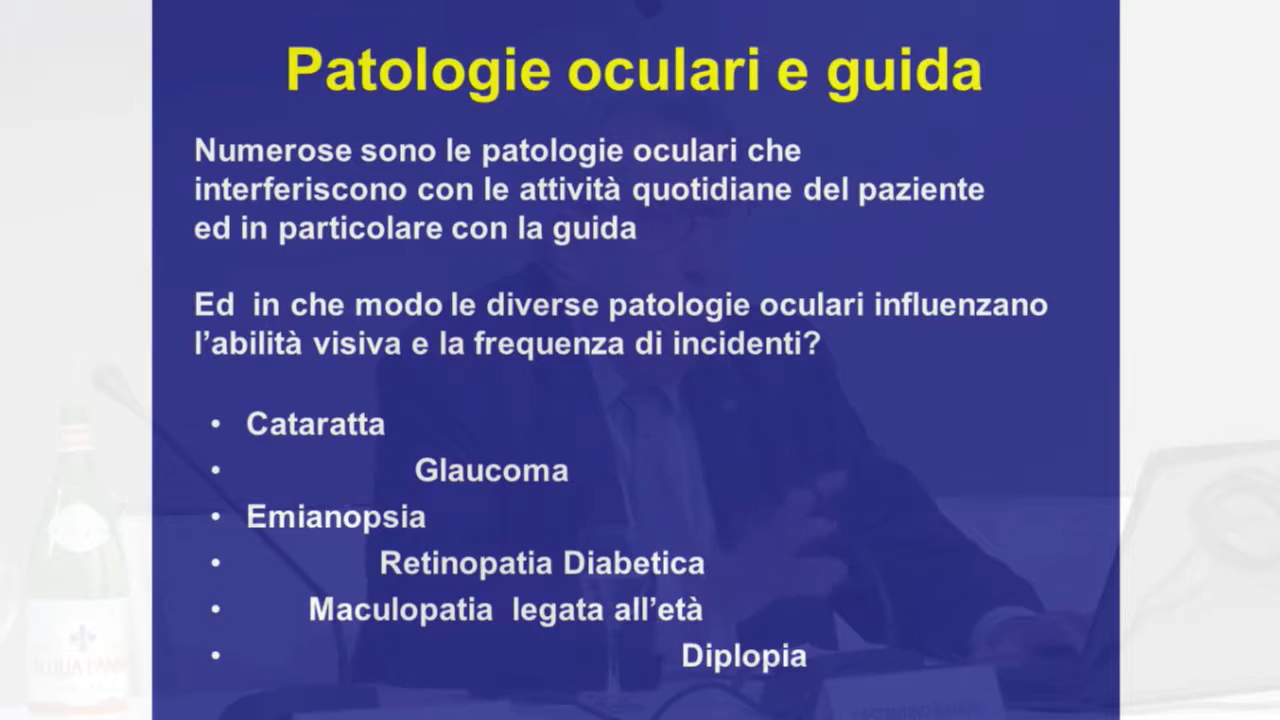 Patologie oculari e guida
Numerose sono le patologie oculari che
interferiscono con le attività quotidiane del paziente
ed in particolare con la guida
Ed in che modo le diverse patologie oculari influenzano
l’abilità visiva e la frequenza di incidenti?
• Cataratta
• Glaucoma
• Emianopsia
• Retinopatia Diabetica
• Maculopatia legata all’età
• Diplopia
ACQUA PANNA